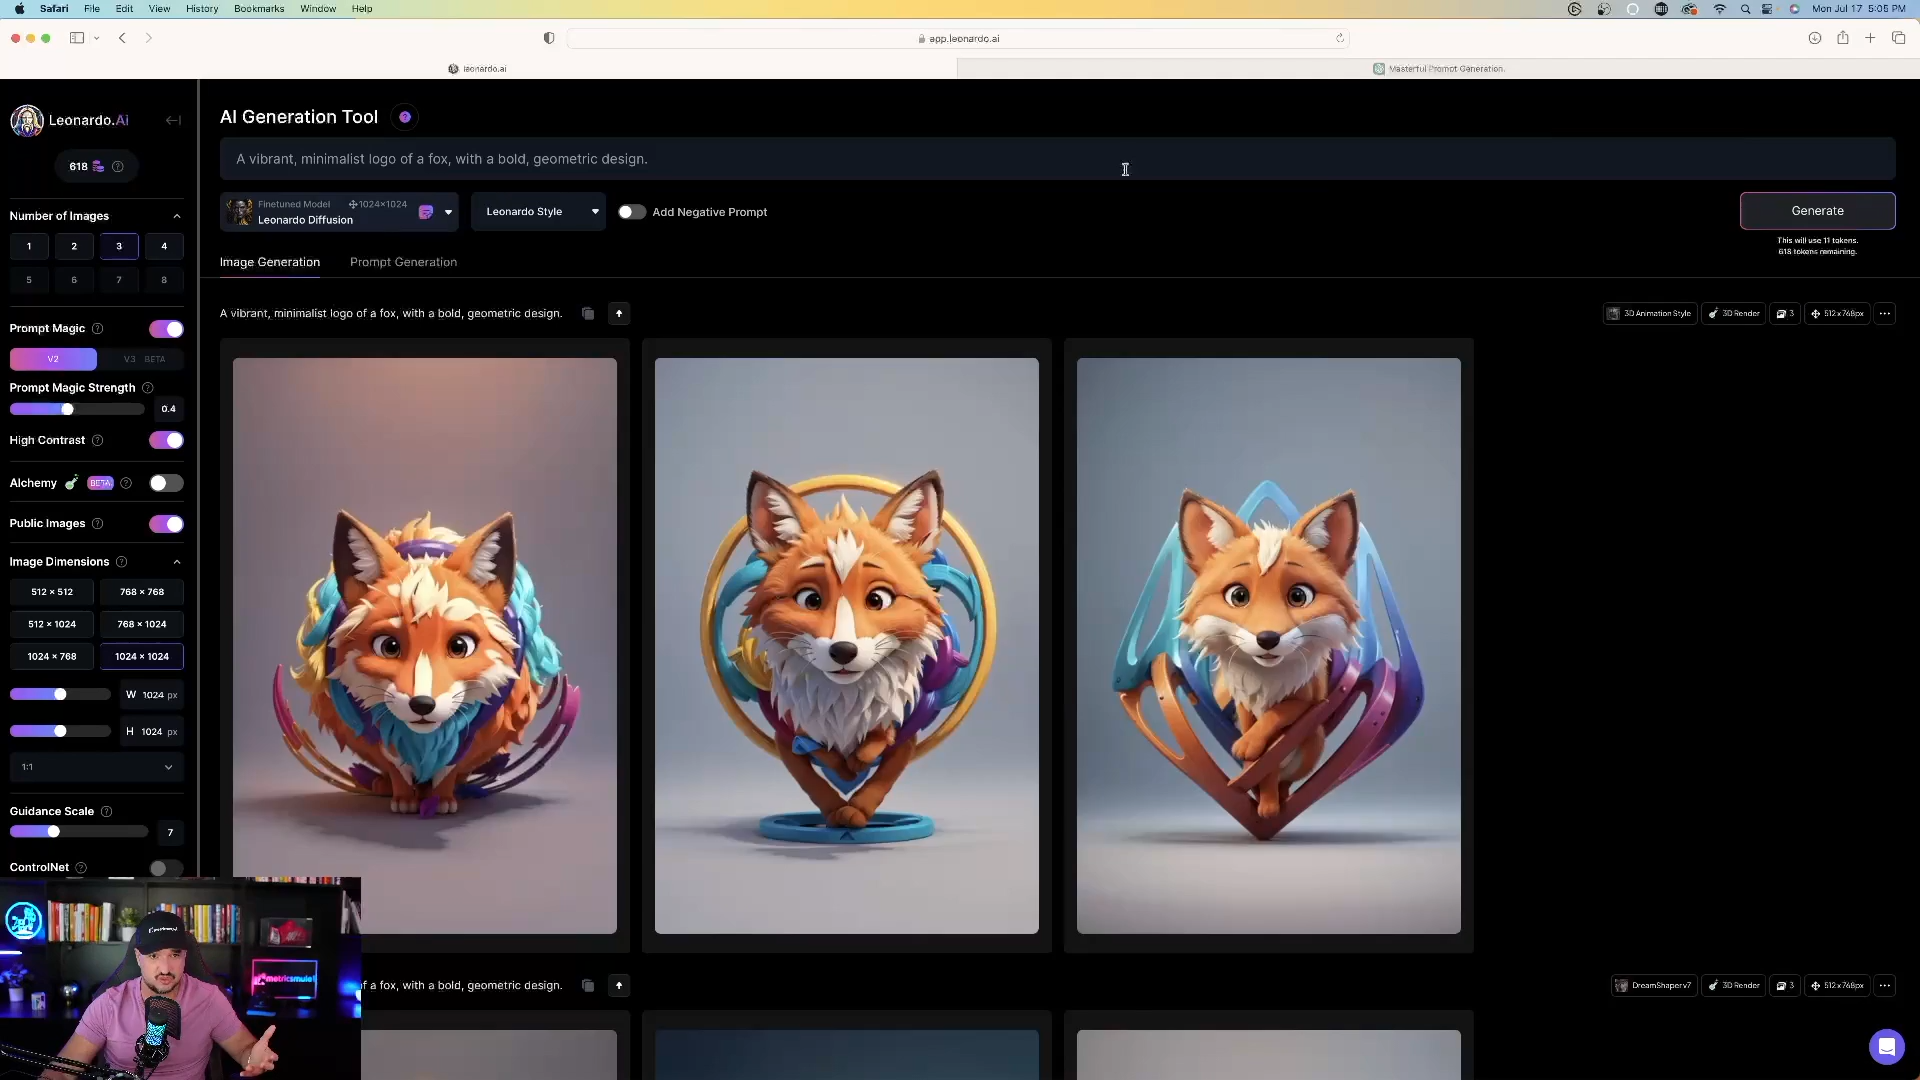 Safari File Edit View History Bookmarks Window Help Mon Jul 17 5:05 PM
app.leonardo.ai
leonardo.ai
Masterful Prompt Generation.
Leonardo.Ai
618
Number of Images
1 2 3 4
5 6 7 8
Prompt Magic
V2 V3 BETA
Prompt Magic Strength
0.4
High Contrast
Alchemy BETA
Public Images
Image Dimensions
512 × 512 768 × 768
512 × 1024 768 × 1024
1024 × 768 1024 × 1024
W 1024 px
H 1024 px
1:1
Guidance Scale
7
ControlNet
AI Generation Tool
A vibrant, minimalist logo of a fox, with a bold, geometric design.
Finetuned Model 1024×1024
Leonardo Diffusion
Leonardo Style
Add Negative Prompt
Generate
This will use 11 tokens.
618 tokens remaining.
Image Generation Prompt Generation
A vibrant, minimalist logo of a fox, with a bold, geometric design.
3D Animation Style 3D Render 3 512x768px
of a fox, with a bold, geometric design.
DreamShaper v7 3D Render 3 512x768px